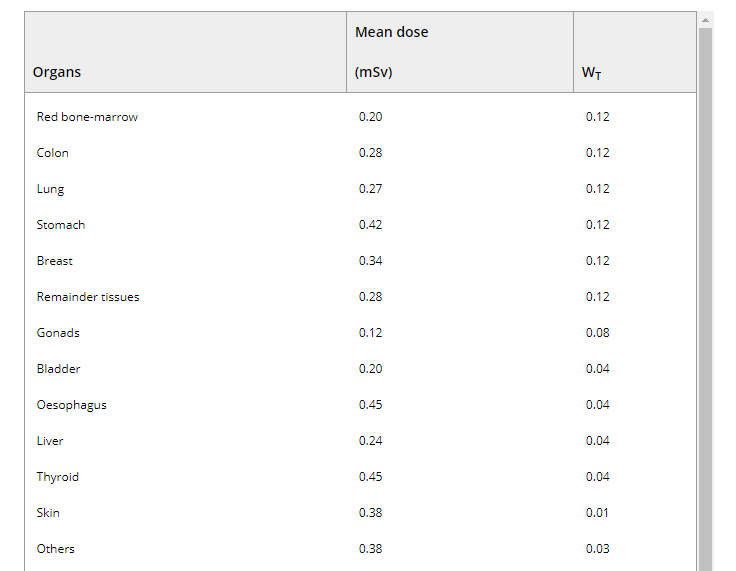 Organs Mean dose (mSv) WT
Red bone-marrow 0.20 0.12
Colon 0.28 0.12
Lung 0.27 0.12
Stomach 0.42 0.12
Breast 0.34 0.12
Remainder tissues 0.28 0.12
Gonads 0.12 0.08
Bladder 0.20 0.04
Oesophagus 0.45 0.04
Liver 0.24 0.04
Thyroid 0.45 0.04
Skin 0.38 0.01
Others 0.38 0.03